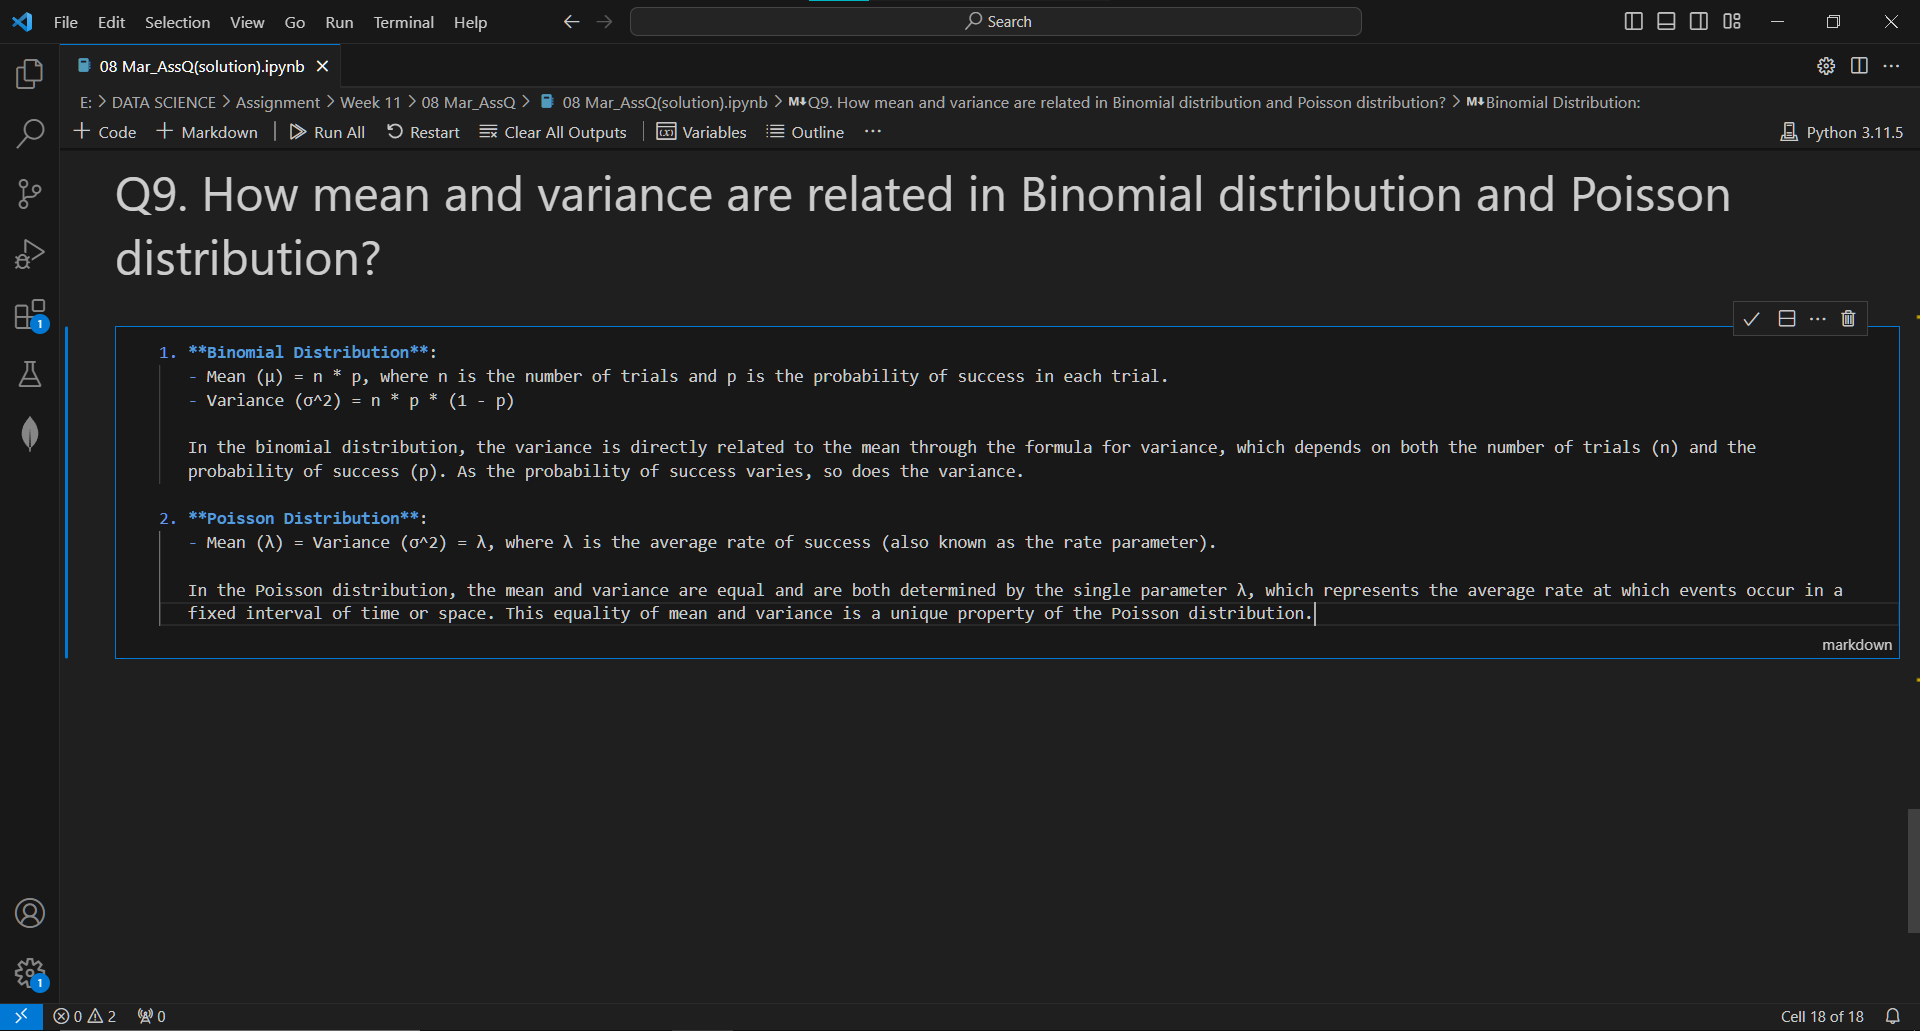 File Edit Selection View Go Run Terminal Help Search
08 Mar_AssQ(solution).ipynb
E: > DATA SCIENCE > Assignment > Week 11 > 08 Mar_AssQ > 08 Mar_AssQ(solution).ipynb > M↓Q9. How mean and variance are related in Binomial distribution and Poisson distribution? > M↓Binomial Distribution:
+ Code + Markdown Run All Restart Clear All Outputs Variables Outline ... Python 3.11.5
Q9. How mean and variance are related in Binomial distribution and Poisson
distribution?
1. **Binomial Distribution**:
- Mean (μ) = n * p, where n is the number of trials and p is the probability of success in each trial.
- Variance (σ^2) = n * p * (1 - p)
In the binomial distribution, the variance is directly related to the mean through the formula for variance, which depends on both the number of trials (n) and the
probability of success (p). As the probability of success varies, so does the variance.
2. **Poisson Distribution**:
- Mean (λ) = Variance (σ^2) = λ, where λ is the average rate of success (also known as the rate parameter).
In the Poisson distribution, the mean and variance are equal and are both determined by the single parameter λ, which represents the average rate at which events occur in a
fixed interval of time or space. This equality of mean and variance is a unique property of the Poisson distribution.
markdown
1
1
0 2 0 Cell 18 of 18